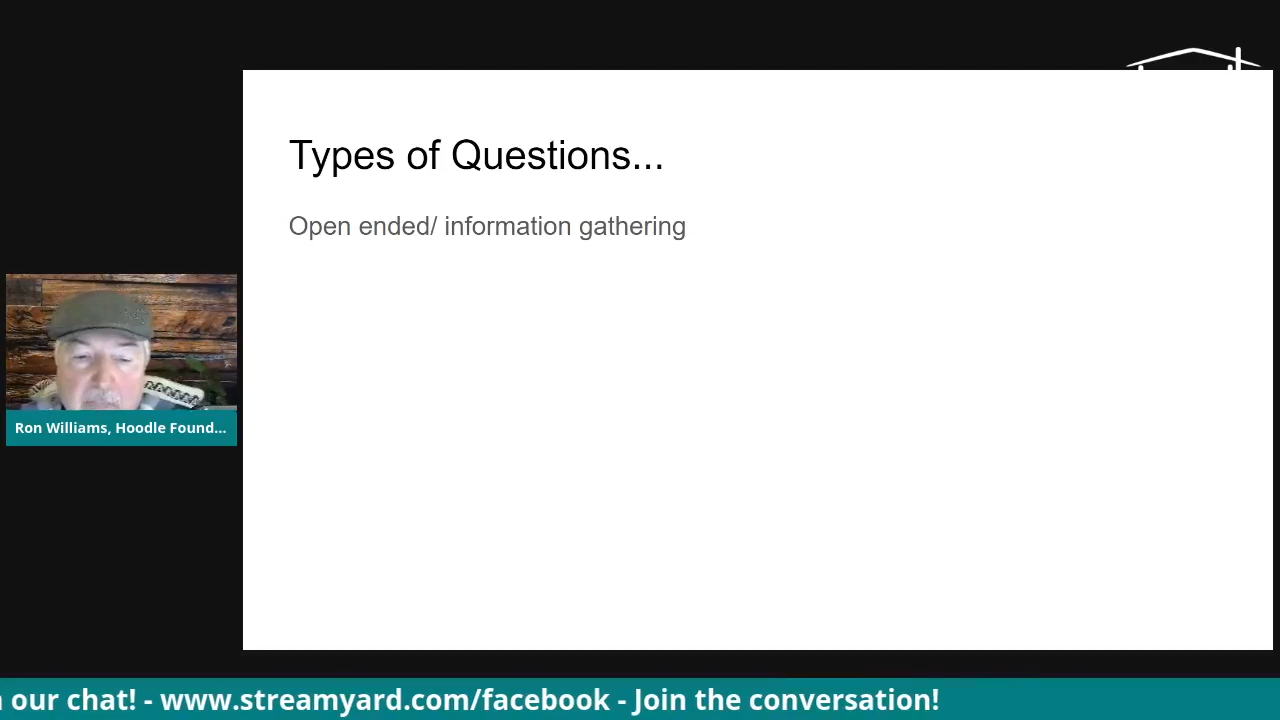 Types of Questions...
Open ended/ information gathering
Ron Williams, Hoodle Found...
our chat! - www.streamyard.com/facebook - Join the conversation!